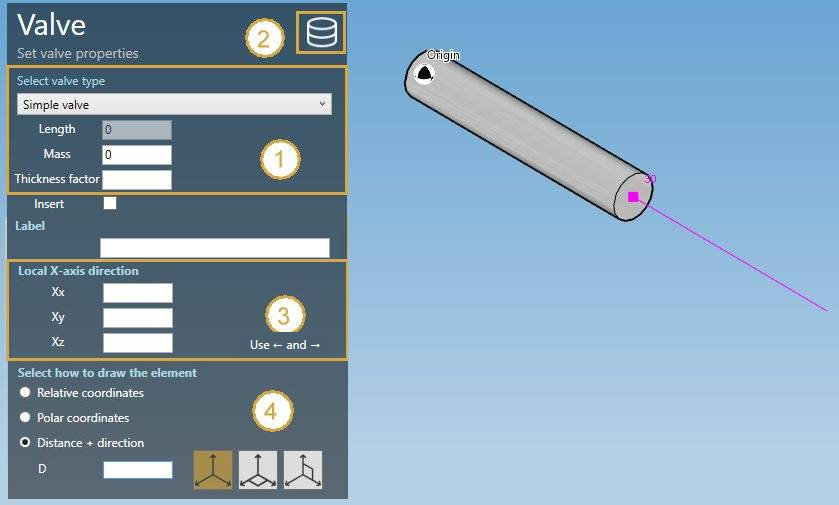 Valve
2
Set valve properties
Select valve type
Simple valve
Length 0
Mass 0
1
Thickness factor
Insert
Label
Local X-axis direction
Xx
Xy
3
Xz
Use ← and →
Select how to draw the element
Relative coordinates
4
Polar coordinates
Distance + direction
D
Origin
30